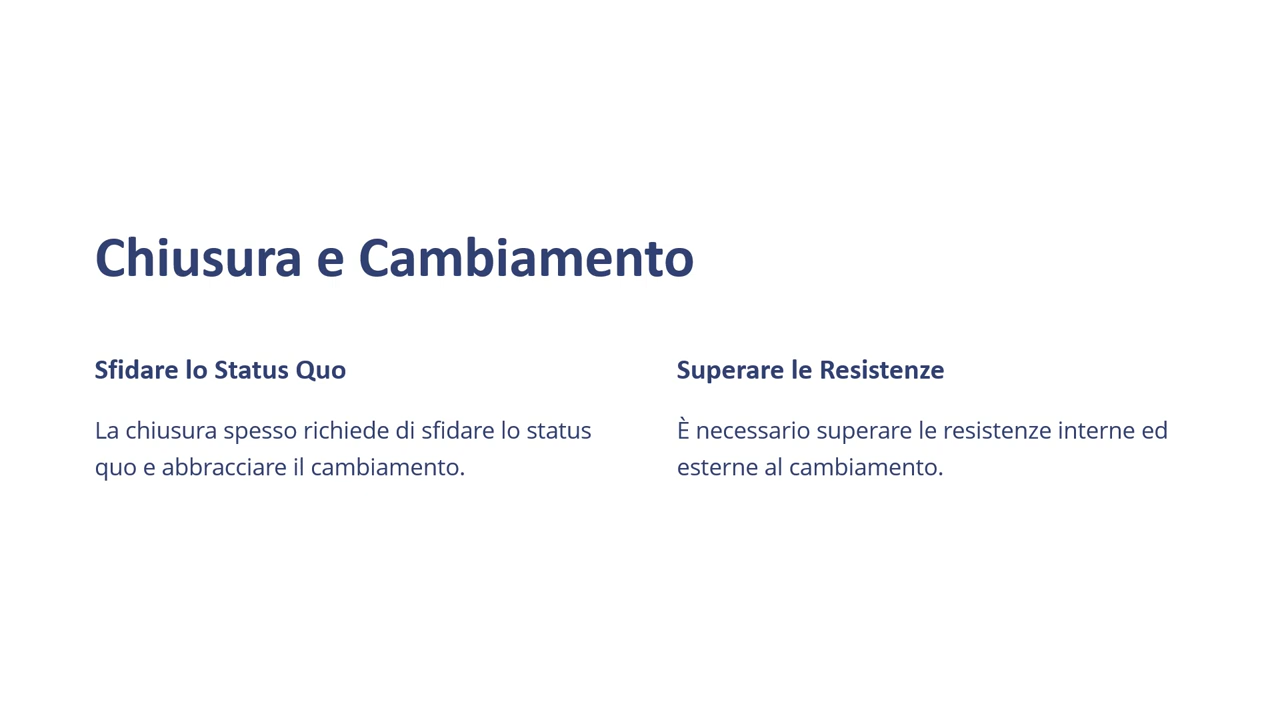 Chiusura e Cambiamento
Sfidare lo Status Quo
La chiusura spesso richiede di sfidare lo status
quo e abbracciare il cambiamento.
Superare le Resistenze
È necessario superare le resistenze interne ed
esterne al cambiamento.